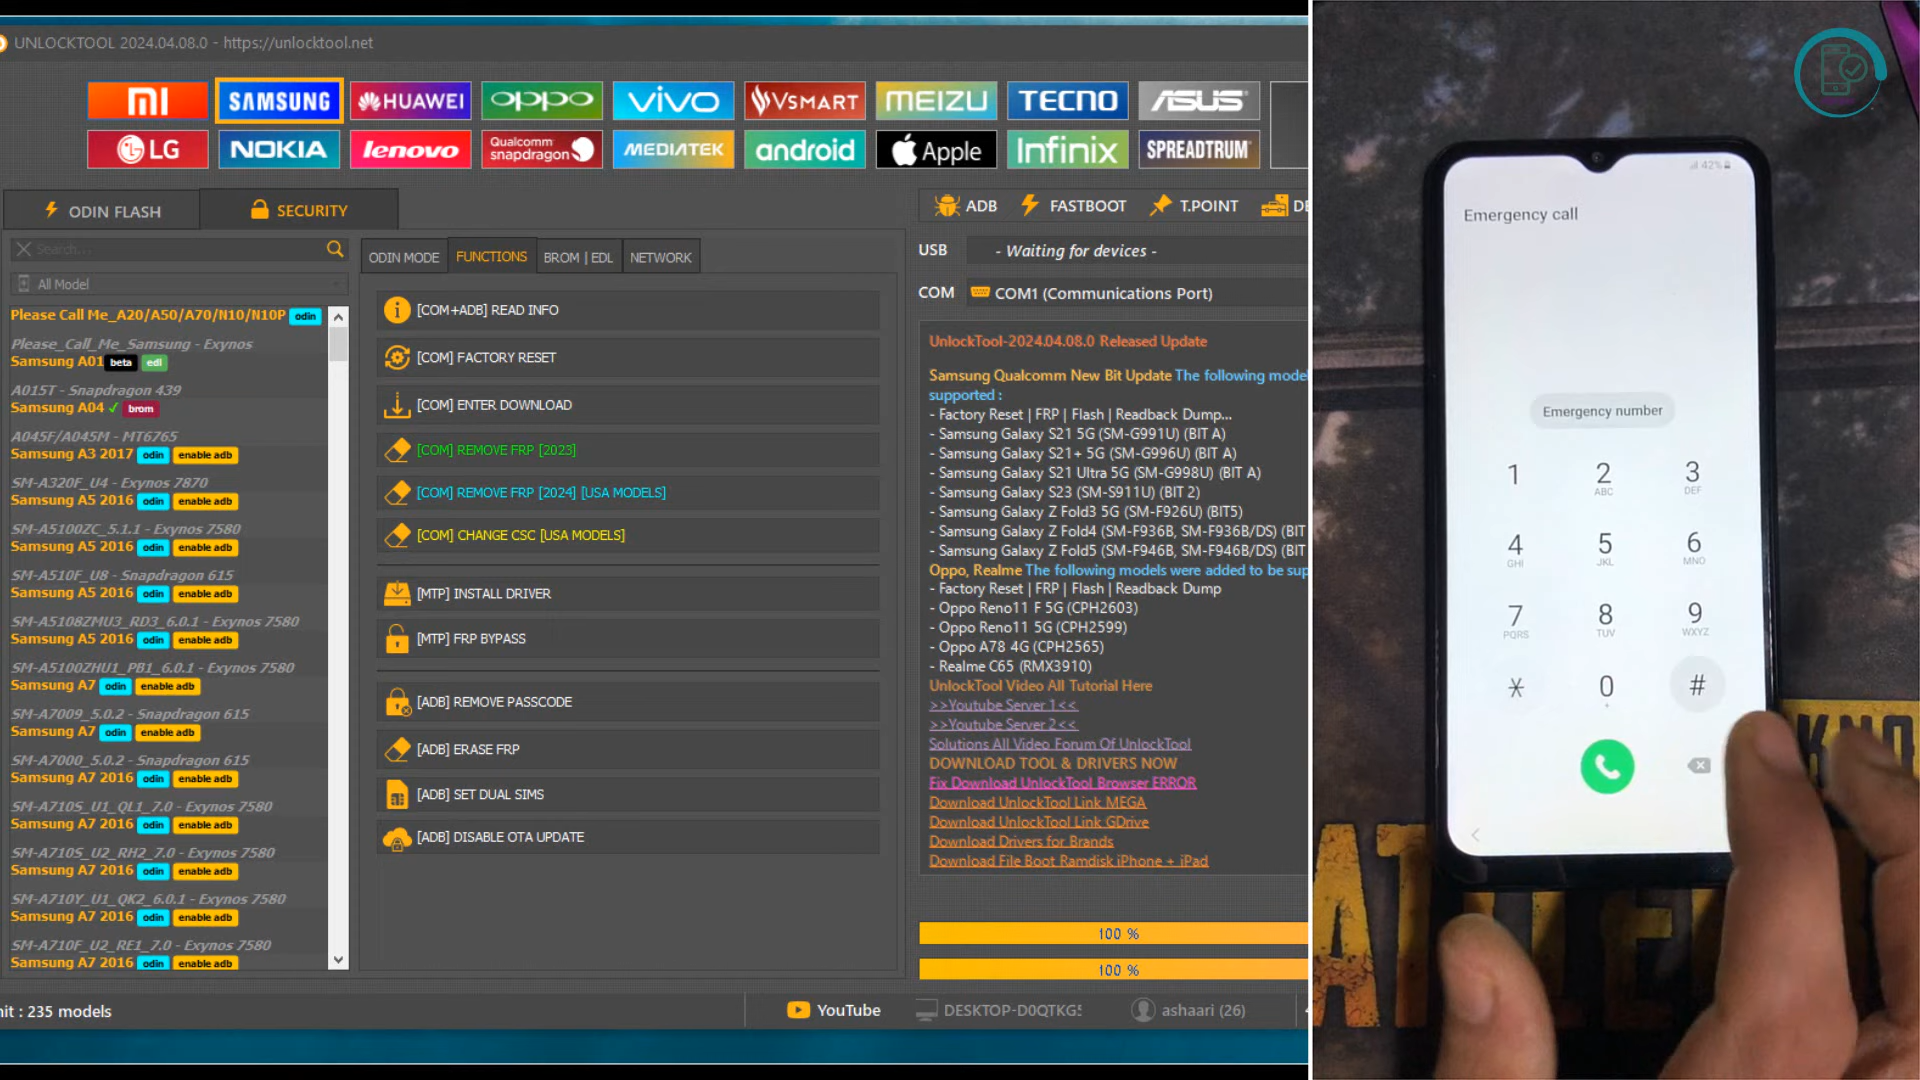 UNLOCKTOOL 2024.04.08.0 - https://unlocktool.net
mi SAMSUNG HUAWEI oppo vivo VSMART MEIZU TECNO ASUS
LG NOKIA lenovo Qualcomm snapdragon MEDIATEK android Apple Infinix SPREADTRUM
ODIN FLASH
SECURITY
Search...
All Model
Please Call Me_A20/A50/A70/N10/N10P odin
Please_Call_Me_Samsung - Exynos
Samsung A01 beta edl
A015T - Snapdragon 439
Samsung A04 ✓ brom
A045F/A045M - MT6765
Samsung A3 2017 odin enable adb
SM-A320F_U4 - Exynos 7870
Samsung A5 2016 odin enable adb
SM-A5100ZC_5.1.1 - Exynos 7580
Samsung A5 2016 odin enable adb
SM-A510F_U8 - Snapdragon 615
Samsung A5 2016 odin enable adb
SM-A5108ZMU3_RD3_6.0.1 - Exynos 7580
Samsung A5 2016 odin enable adb
SM-A5100ZHU1_PB1_6.0.1 - Exynos 7580
Samsung A7 odin enable adb
SM-A7009_5.0.2 - Snapdragon 615
Samsung A7 odin enable adb
SM-A7000_5.0.2 - Snapdragon 615
Samsung A7 2016 odin enable adb
SM-A710S_U1_QL1_7.0 - Exynos 7580
Samsung A7 2016 odin enable adb
SM-A710S_U2_RH2_7.0 - Exynos 7580
Samsung A7 2016 odin enable adb
SM-A710Y_U1_QK2_6.0.1 - Exynos 7580
Samsung A7 2016 odin enable adb
SM-A710F_U2_RE1_7.0 - Exynos 7580
Samsung A7 2016 odin enable adb
ODIN MODE FUNCTIONS BROM | EDL NETWORK
[COM+ADB] READ INFO
[COM] FACTORY RESET
[COM] ENTER DOWNLOAD
[COM] REMOVE FRP [2023]
[COM] REMOVE FRP [2024] [USA MODELS]
[COM] CHANGE CSC [USA MODELS]
[MTP] INSTALL DRIVER
[MTP] FRP BYPASS
[ADB] REMOVE PASSCODE
[ADB] ERASE FRP
[ADB] SET DUAL SIMS
[ADB] DISABLE OTA UPDATE
ADB FASTBOOT T.POINT DE
USB - Waiting for devices -
COM COM1 (Communications Port)
UnlockTool-2024.04.08.0 Released Update
Samsung Qualcomm New Bit Update The following model
supported :
- Factory Reset | FRP | Flash | Readback Dump...
- Samsung Galaxy S21 5G (SM-G991U) (BIT A)
- Samsung Galaxy S21+ 5G (SM-G996U) (BIT A)
- Samsung Galaxy S21 Ultra 5G (SM-G998U) (BIT A)
- Samsung Galaxy S23 (SM-S911U) (BIT 2)
- Samsung Galaxy Z Fold3 5G (SM-F926U) (BIT5)
- Samsung Galaxy Z Fold4 (SM-F936B, SM-F936B/DS) (BIT
- Samsung Galaxy Z Fold5 (SM-F946B, SM-F946B/DS) (BIT
Oppo, Realme The following models were added to be sup
- Factory Reset | FRP | Flash | Readback Dump
- Oppo Reno11 F 5G (CPH2603)
- Oppo Reno11 5G (CPH2599)
- Oppo A78 4G (CPH2565)
- Realme C65 (RMX3910)
UnlockTool Video All Tutorial Here
>>Youtube Server 1<<
>>Youtube Server 2<<
Solutions All Video Forum Of UnlockTool
DOWNLOAD TOOL & DRIVERS NOW
Fix Download UnlockTool Browser ERROR
Download UnlockTool Link MEGA
Download UnlockTool Link GDrive
Download Drivers for Brands
Download File Boot Ramdisk iPhone + iPad
100 %
100 %
nit : 235 models
YouTube
DESKTOP-D0QTKG5
ashaari (26)
42%
Emergency call
Emergency number
1 2 ABC 3 DEF
4 GHI 5 JKL 6 MNO
7 PQRS 8 TUV 9 WXYZ
* 0 + #